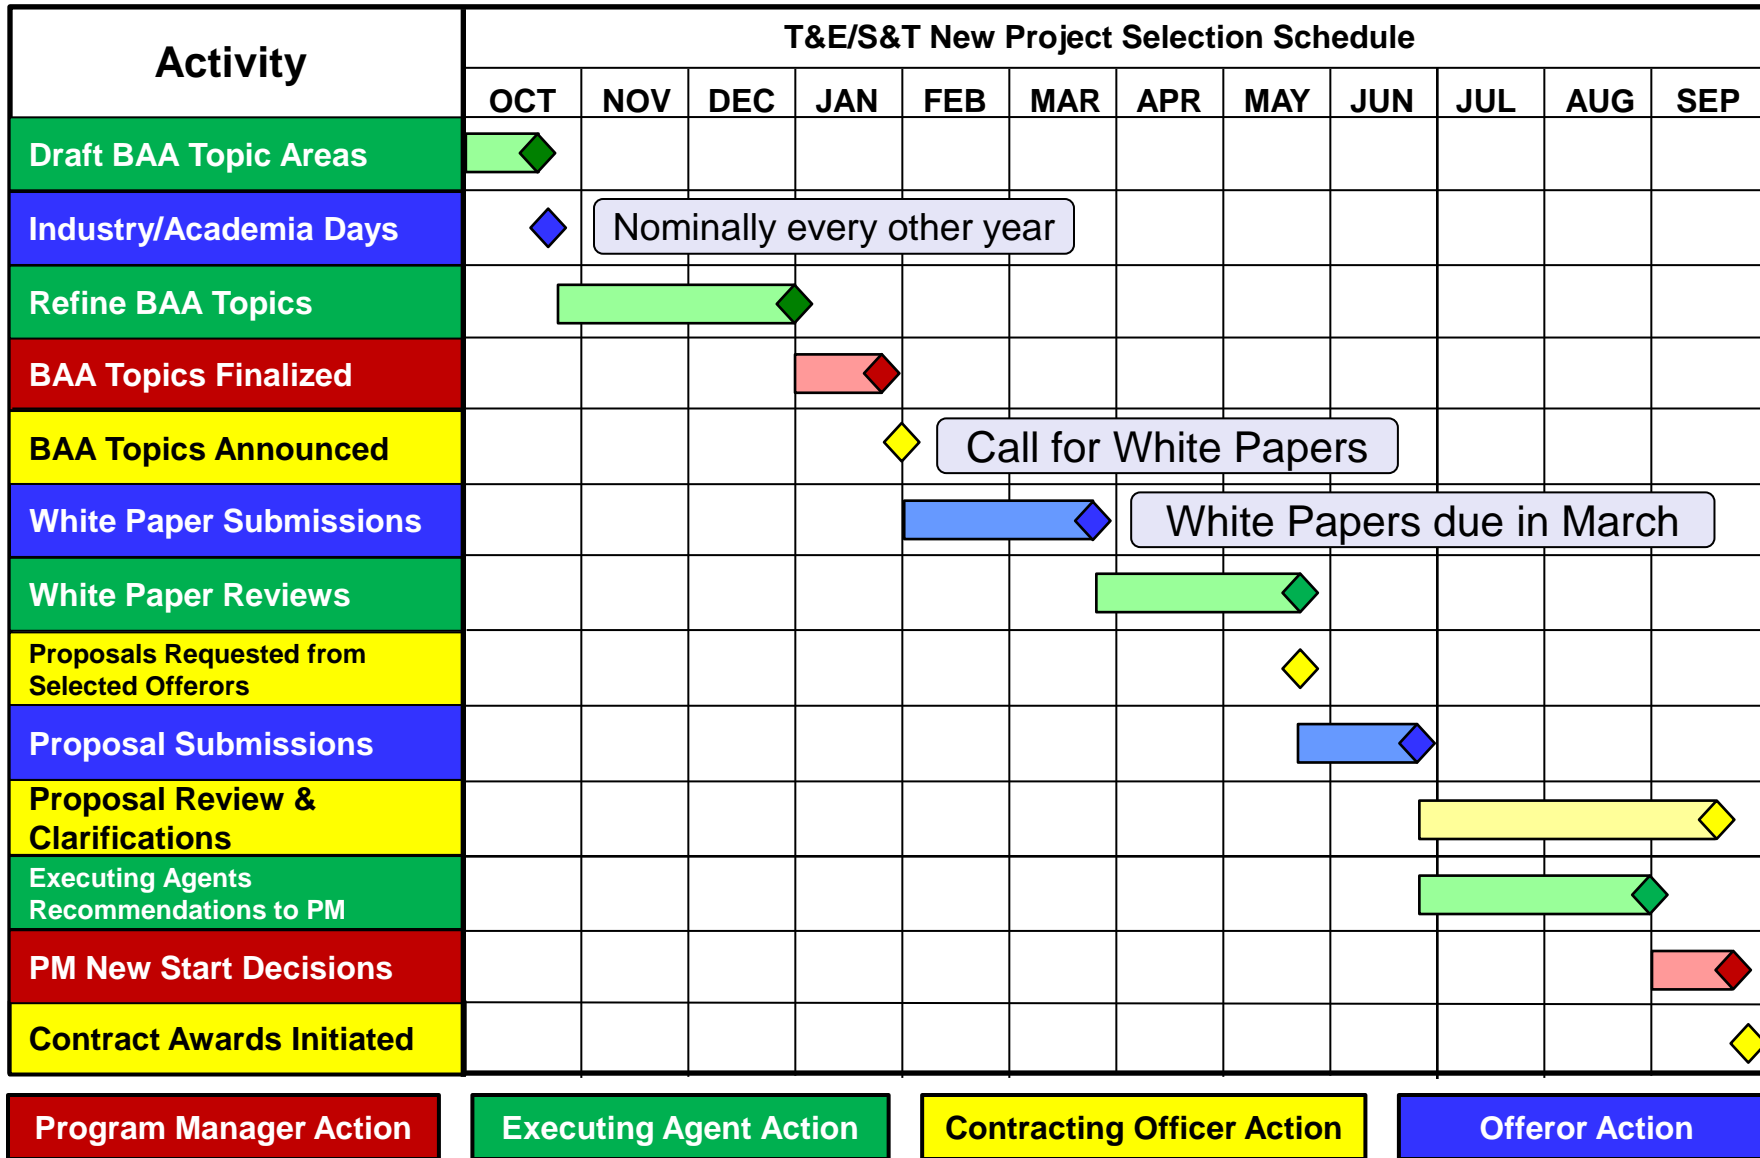 Activity
T&E/S&T New Project Selection Schedule
OCT NOV DEC JAN FEB MAR APR MAY JUN JUL AUG SEP
Draft BAA Topic Areas
Industry/Academia Days
Nominally every other year
Refine BAA Topics
BAA Topics Finalized
BAA Topics Announced
Call for White Papers
White Paper Submissions
White Papers due in March
White Paper Reviews
Proposals Requested from
Selected Offerors
Proposal Submissions
Proposal Review &
Clarifications
Executing Agents
Recommendations to PM
PM New Start Decisions
Contract Awards Initiated
Program Manager Action
Executing Agent Action
Contracting Officer Action
Offeror Action